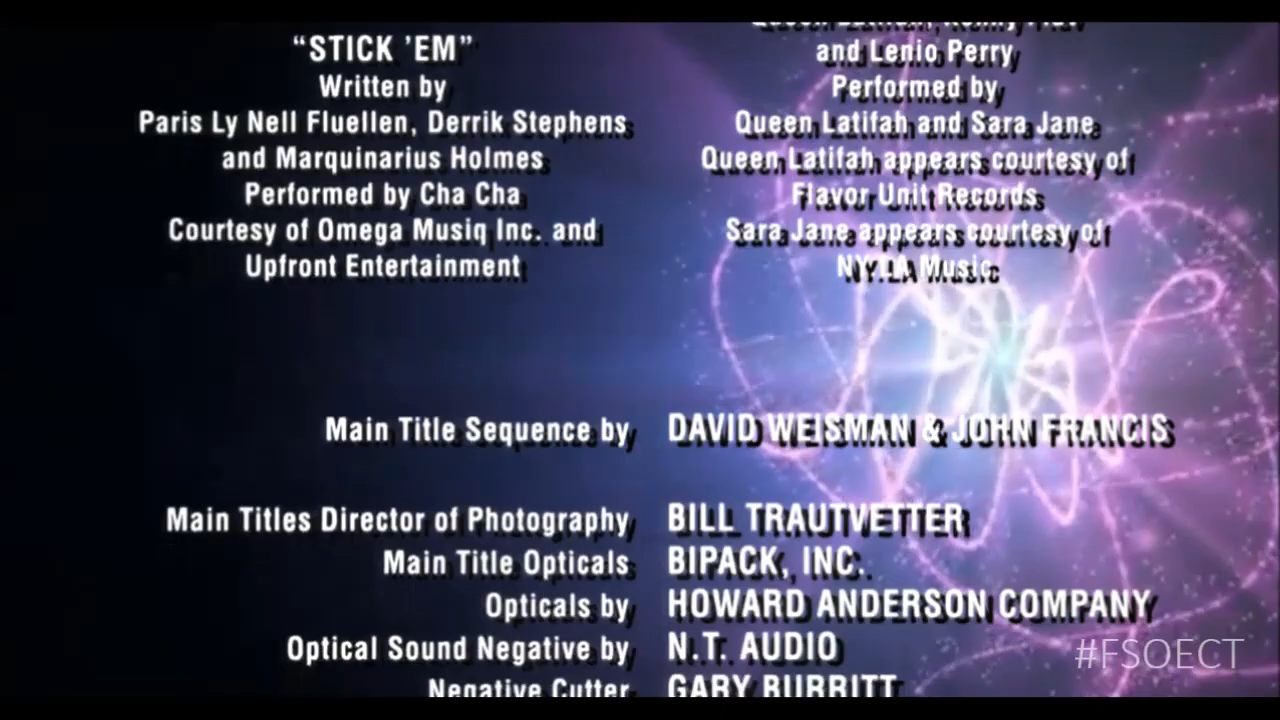 “STICK ’EM”
Written by
Paris Ly Nell Fluellen, Derrik Stephens
and Marquinarius Holmes
Performed by Cha Cha
Courtesy of Omega Musiq Inc. and
Upfront Entertainment
Queen Latifah,
and Lenio Perry
Performed by
Queen Latifah and Sara Jane
Queen Latifah appears courtesy of
Flavor Unit Records
Sara Jane appears courtesy of
NY.LA Music
Main Title Sequence by DAVID WEISMAN & JOHN FRANCIS
Main Titles Director of Photography BILL TRAUTVETTER
Main Title Opticals BIPACK, INC.
Opticals by HOWARD ANDERSON COMPANY
Optical Sound Negative by N.T. AUDIO
Negative Cutter GARY BURRITT
#FSOECT